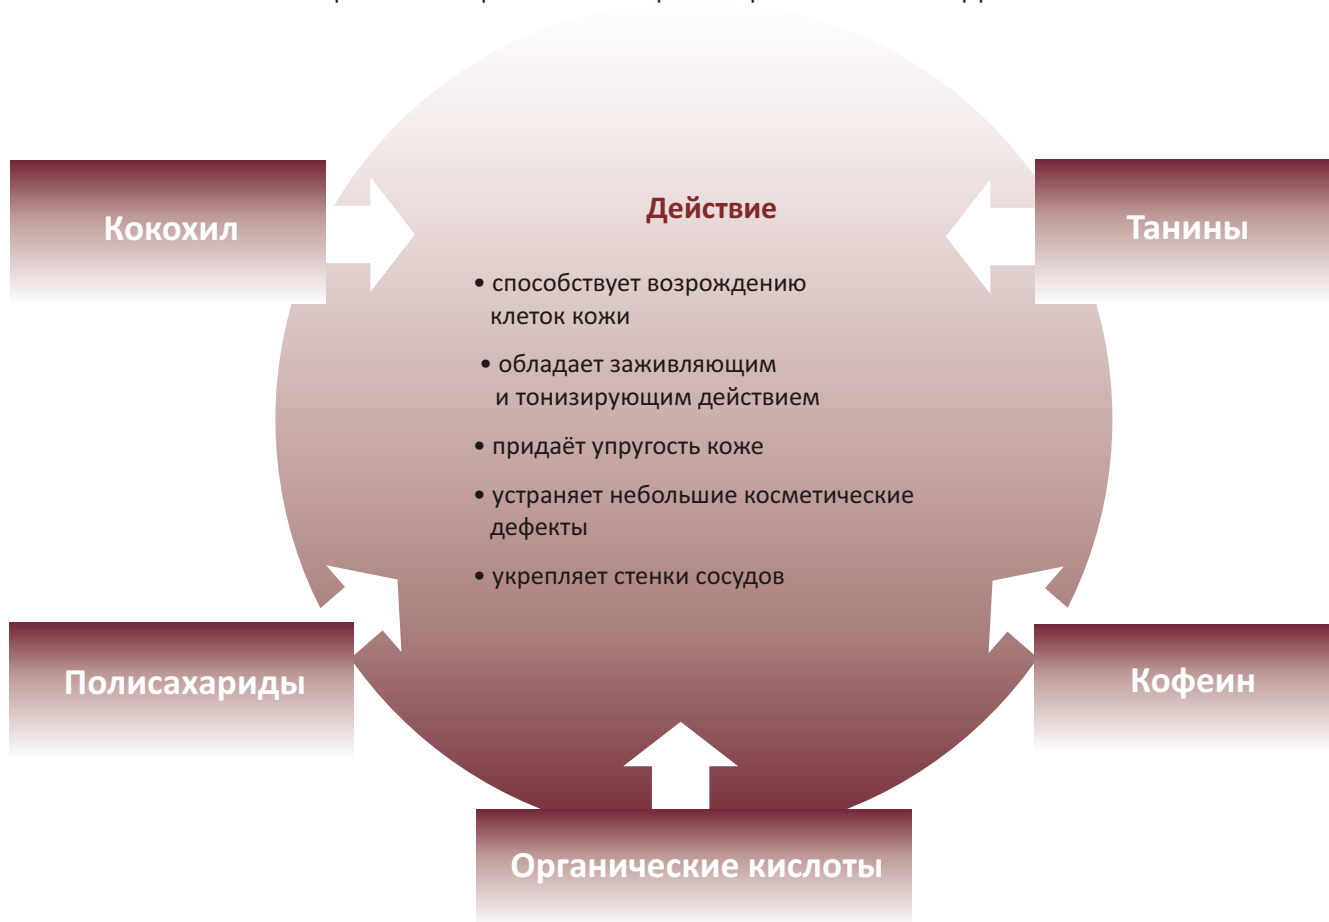 Кокохил
Танины
Действие
• способствует возрождению
клеток кожи
• обладает заживляющим
и тонизирующим действием
• придаёт упругость коже
• устраняет небольшие косметические
дефекты
• укрепляет стенки сосудов
Полисахариды
Кофеин
Органические кислоты